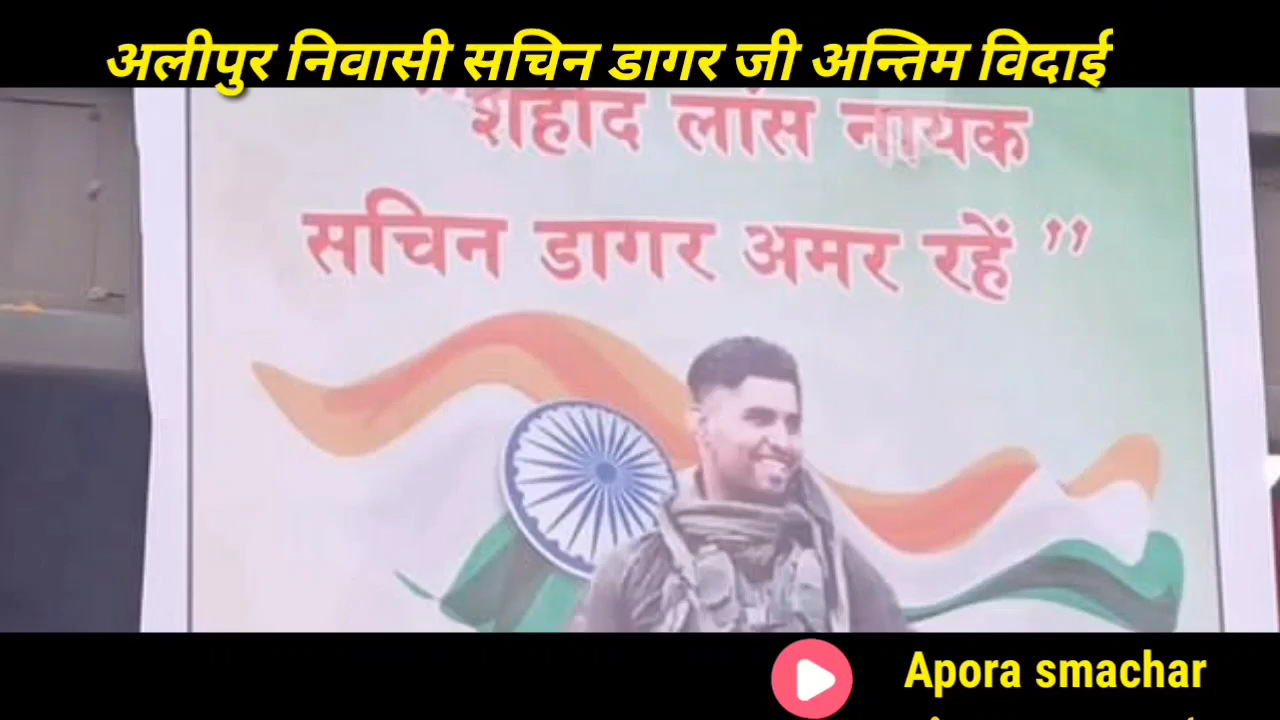 अलीपुर निवासी सचिन डागर जी अन्तिम विदाई
शहीद लांस नायक
सचिन डागर अमर रहें ''
Apora smachar